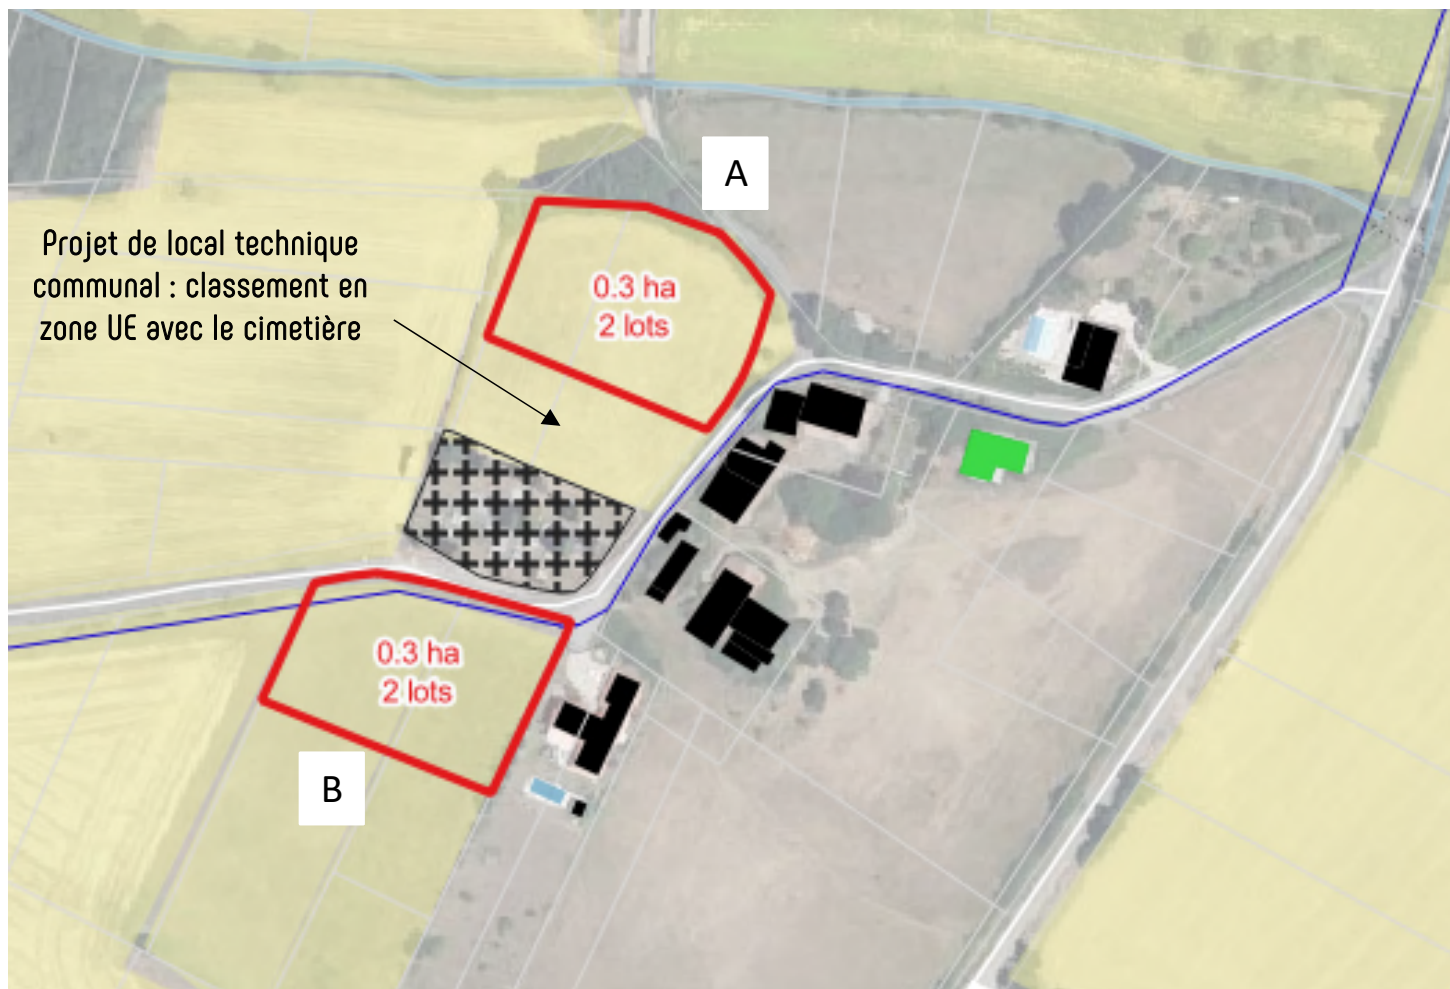 A
Projet de local technique
communal : classement en
zone UE avec le cimetière
0.3 ha
2 lots
0.3 ha
2 lots
B